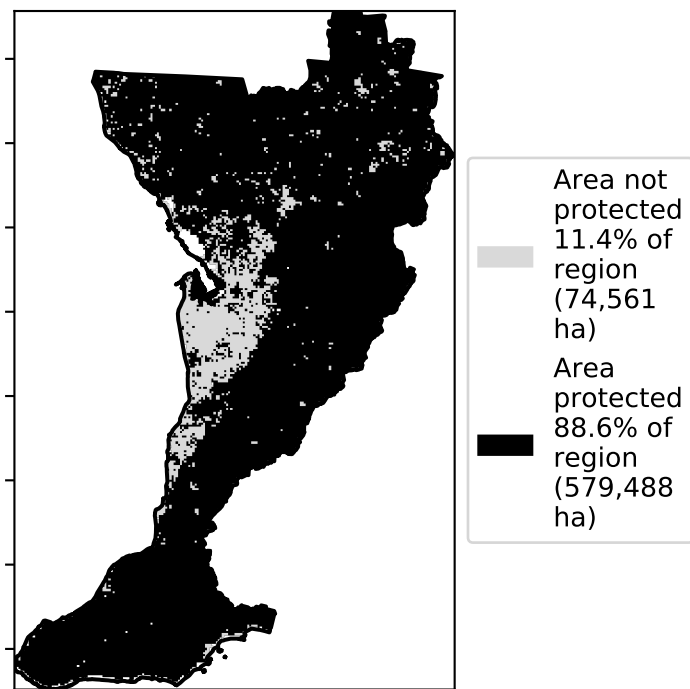 Area not
protected
11.4% of
region
(74,561
ha)
Area
protected
88.6% of
region
(579,488
ha)